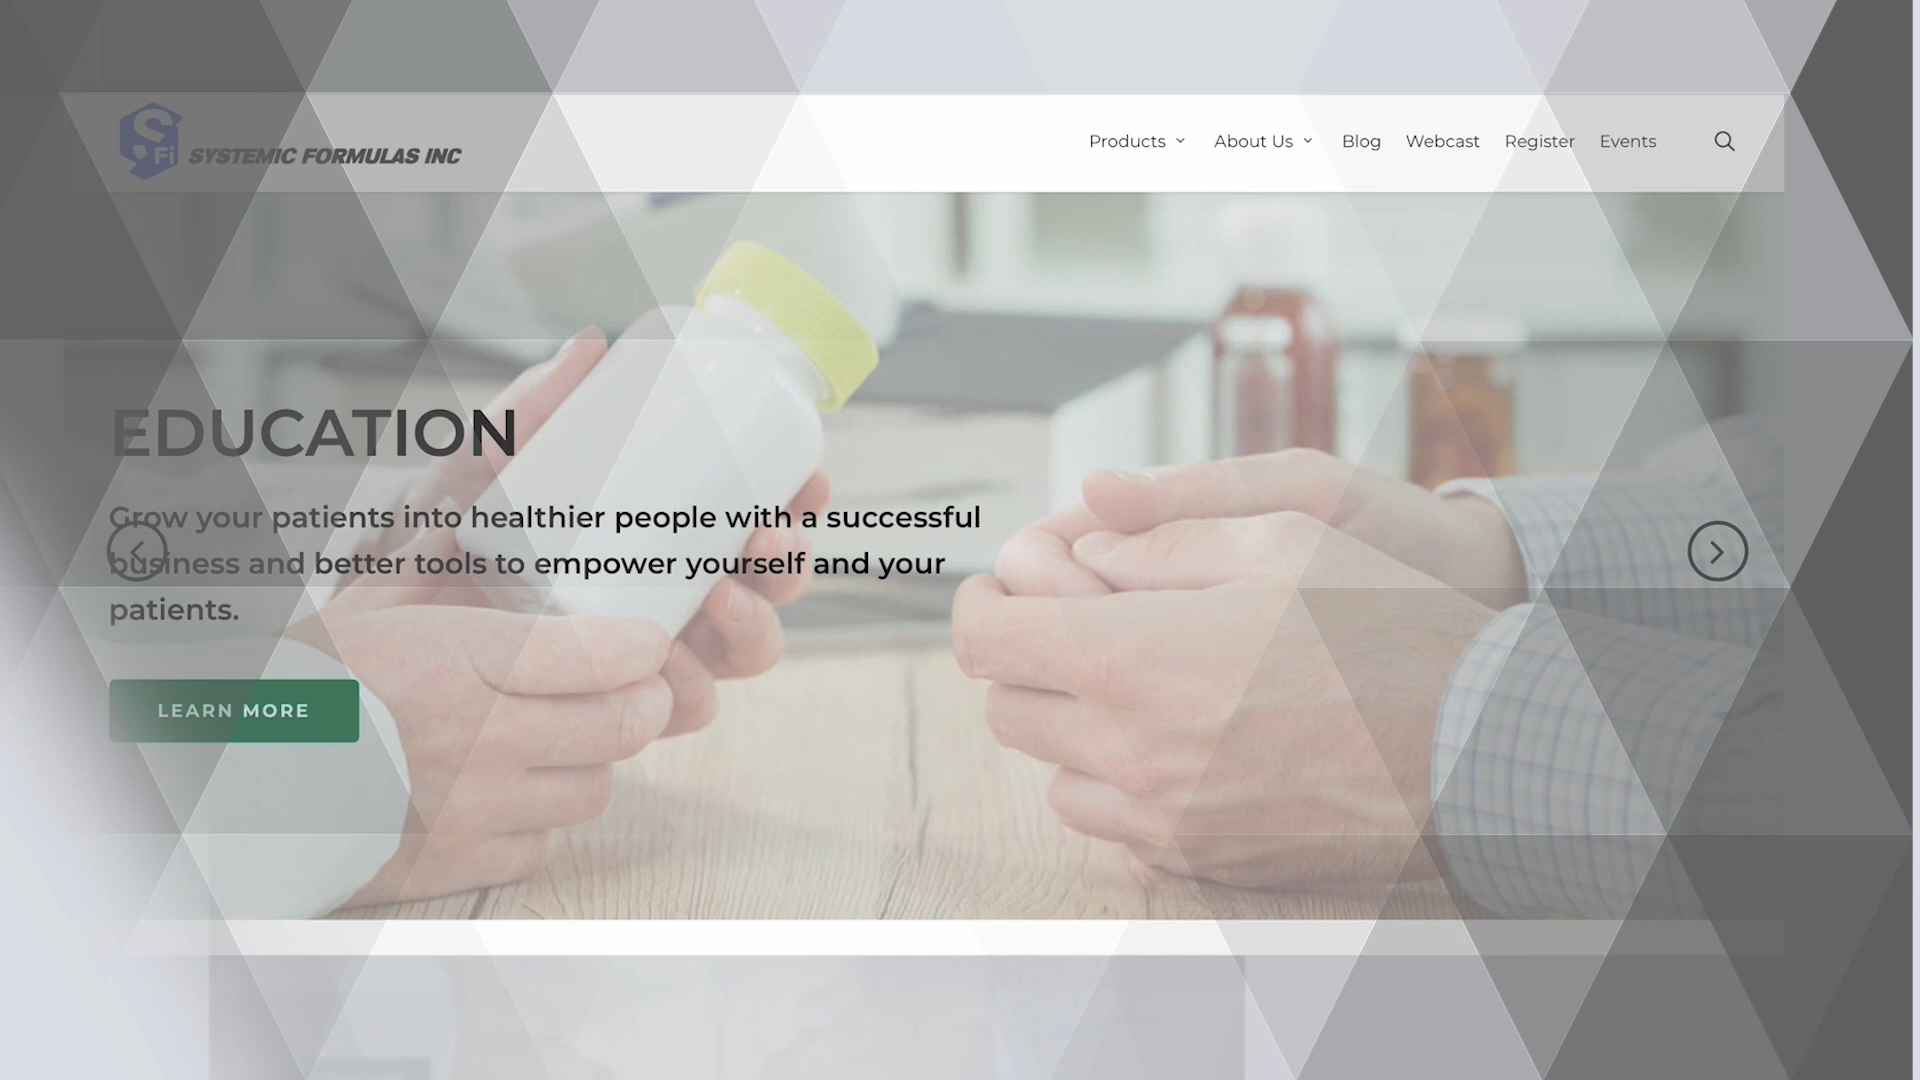 SFi SYSTEMIC FORMULAS INC
Products About Us Blog Webcast Register Events
EDUCATION
Grow your patients into healthier people with a successful
business and better tools to empower yourself and your
patients.
LEARN MORE